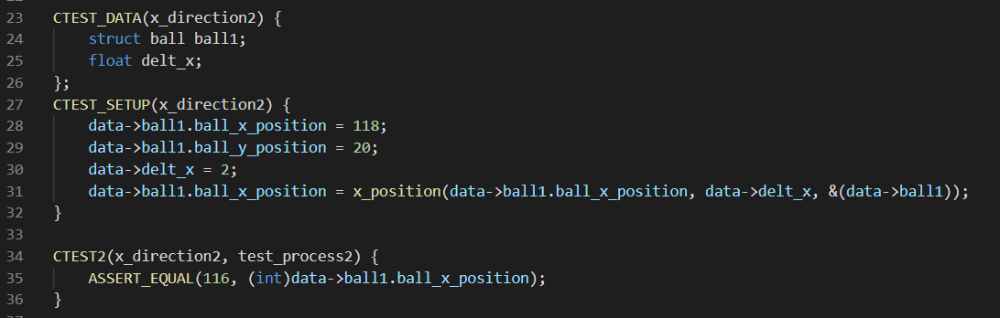 23 CTEST_DATA(x_direction2) {
24     struct ball ball1;
25     float delt_x;
26 };
27 CTEST_SETUP(x_direction2) {
28     data->ball1.ball_x_position = 118;
29     data->ball1.ball_y_position = 20;
30     data->delt_x = 2;
31     data->ball1.ball_x_position = x_position(data->ball1.ball_x_position, data->delt_x, &(data->ball1));
32 }
33
34 CTEST2(x_direction2, test_process2) {
35     ASSERT_EQUAL(116, (int)data->ball1.ball_x_position);
36 }